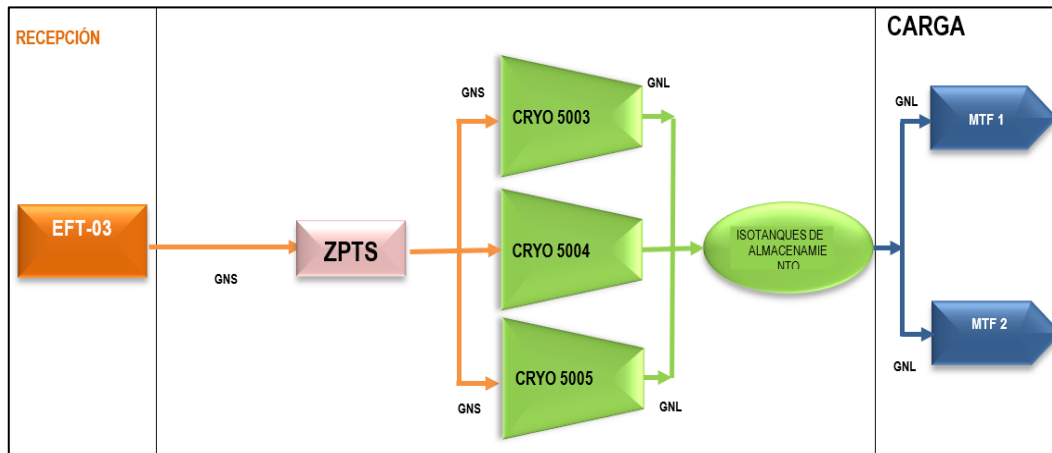 RECEPCIÓN
CARGA
EFT-03
GNS
ZPTS
GNS
CRYO 5003
GNL
CRYO 5004
GNS
CRYO 5005
GNL
ISOTANQUES DE
ALMACENAMIE
NTO
GNL
MTF 1
MTF 2
GNL